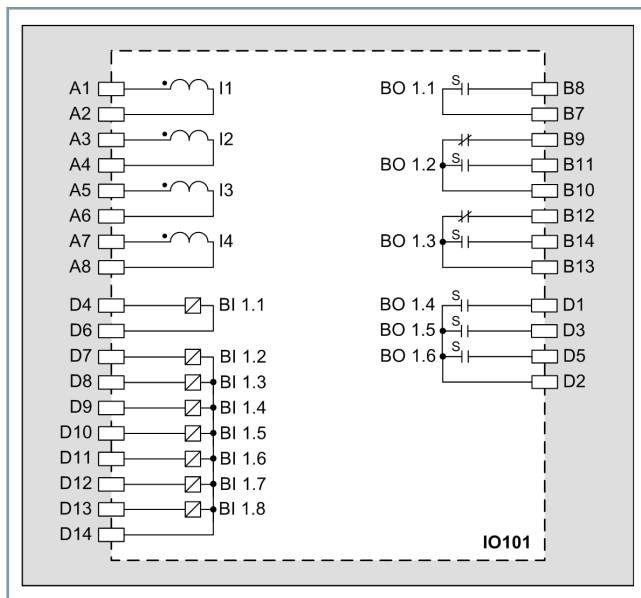 A1 I1 BO 1.1 S B8
A2 B7
A3 I2 B9
A4 BO 1.2 S B11
A5 I3 B10
A6 B12
A7 I4 BO 1.3 S B14
A8 B13
D4 BI 1.1 BO 1.4 S D1
D6 BO 1.5 S D3
D7 BI 1.2 BO 1.6 S D5
D8 BI 1.3 D2
D9 BI 1.4
D10 BI 1.5
D11 BI 1.6
D12 BI 1.7
D13 BI 1.8
D14
IO101